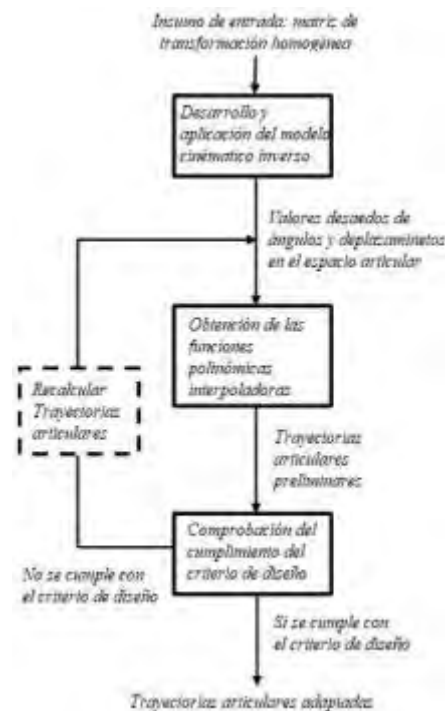 Insumo de entrada: matriz de
transformación homogénea
Desarrollo y
aplicación del modelo
cinématico inverso
Valores deseados de
ángulos y deplazaminetos
en el espacio articular
Obtención de las
funciones
polinómicas
interpoladoras
Recalcular
Trayectorias
articulares
Trayectorias
articulares
preliminares
Comprobación del
cumplimiento del
criterio de diseño
No se cumple con
el criterio de diseño
Si se cumple con
el criterio de diseño
Trayectorias articulares adaptadas